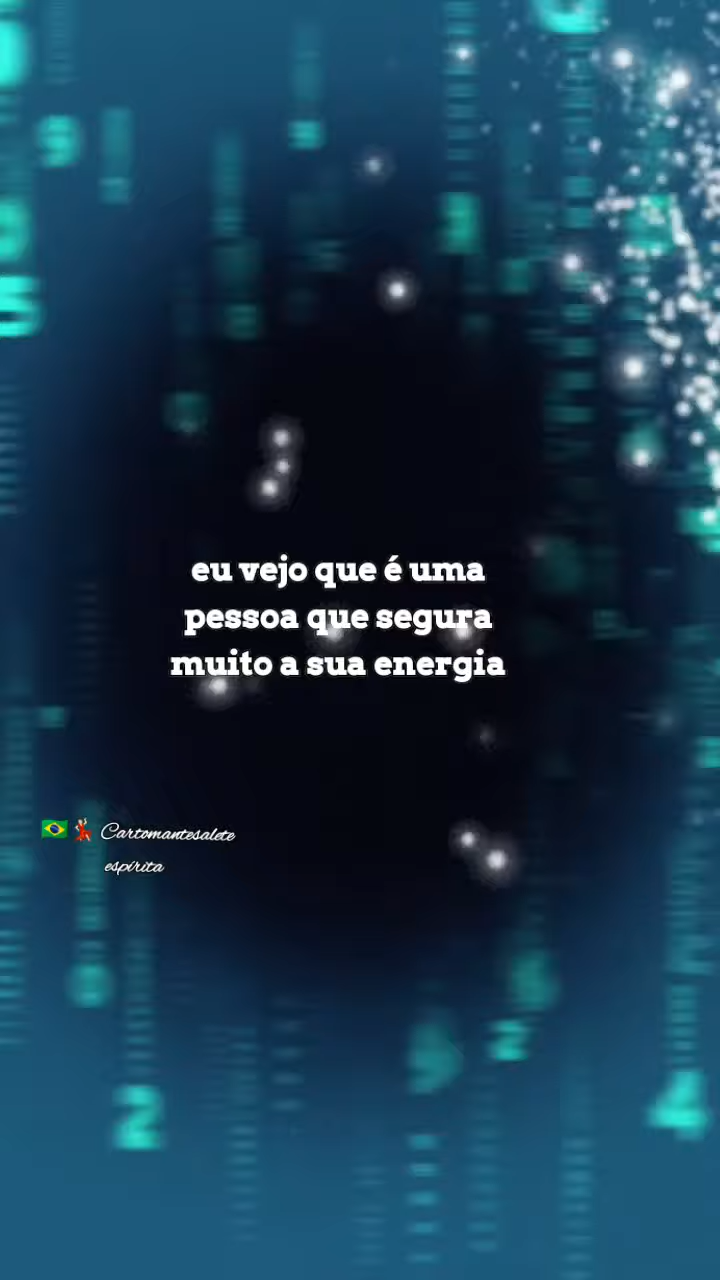 eu vejo que é uma
pessoa que segura
muito a sua energia
🇧🇷💃 Cartomantesalete
espírita